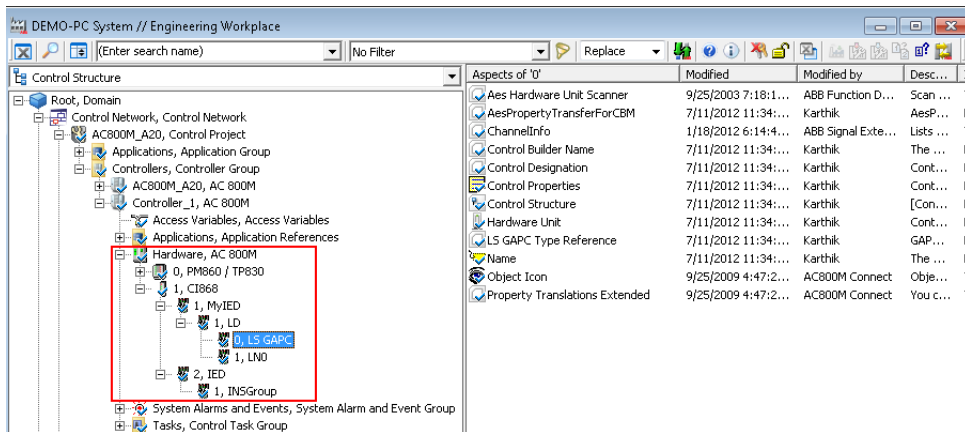 DEMO-PC System // Engineering Workplace
(Enter search name) No Filter Replace
Control Structure
Root, Domain
Control Network, Control Network
AC800M_A20, Control Project
Applications, Application Group
Controllers, Controller Group
AC800M_A20, AC 800M
Controller_1, AC 800M
Access Variables, Access Variables
Applications, Application References
Hardware, AC 800M
0, PM860 / TP830
1, CI868
1, MyIED
1, LD
0, LS GAPC
1, LN0
2, IED
1, INSGroup
System Alarms and Events, System Alarm and Event Group
Tasks, Control Task Group
Aspects of '0' Modified Modified by Desc...
Aes Hardware Unit Scanner 9/25/2003 7:18:1... ABB Function D... Scan ...
AesPropertyTransferForCBM 7/11/2012 11:34:... Karthik AesP...
ChannelInfo 1/18/2012 6:14:4... ABB Signal Exte... Lists ...
Control Builder Name 7/11/2012 11:34:... Karthik The ...
Control Designation 7/11/2012 11:34:... Karthik Cont...
Control Properties 7/11/2012 11:34:... Karthik Cont...
Control Structure 7/11/2012 11:34:... Karthik [Con...
Hardware Unit 7/11/2012 11:34:... Karthik Cont...
LS GAPC Type Reference 7/11/2012 11:34:... Karthik GAP...
Name 7/11/2012 11:34:... Karthik The ...
Object Icon 9/25/2009 4:47:2... AC800M Connect Obje...
Property Translations Extended 9/25/2009 4:47:2... AC800M Connect You c...